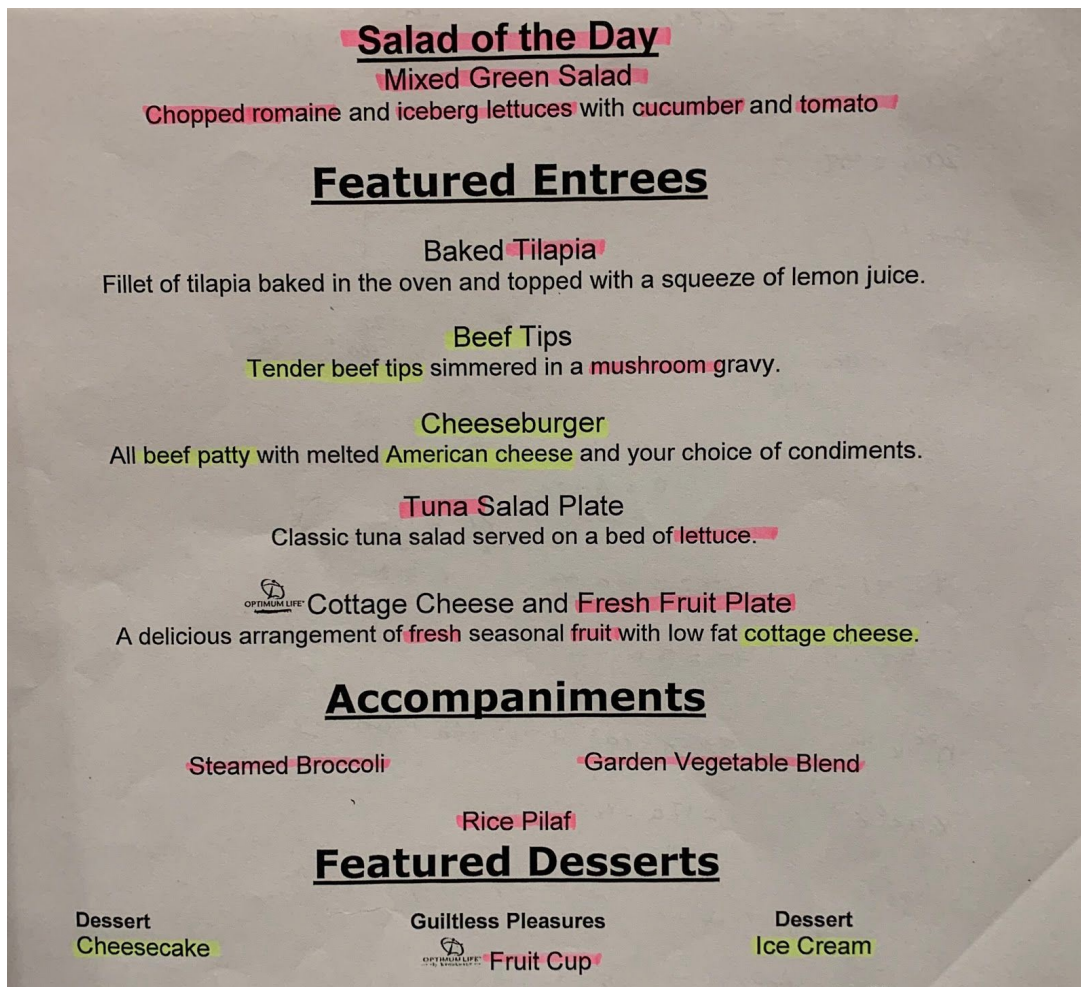 Salad of the Day
Mixed Green Salad
Chopped romaine and iceberg lettuces with cucumber and tomato
Featured Entrees
Baked Tilapia
Fillet of tilapia baked in the oven and topped with a squeeze of lemon juice.
Beef Tips
Tender beef tips simmered in a mushroom gravy.
Cheeseburger
All beef patty with melted American cheese and your choice of condiments.
Tuna Salad Plate
Classic tuna salad served on a bed of lettuce.
OPTIMUM LIFE Cottage Cheese and Fresh Fruit Plate
A delicious arrangement of fresh seasonal fruit with low fat cottage cheese.
Accompaniments
Steamed Broccoli Garden Vegetable Blend
Rice Pilaf
Featured Desserts
Dessert Guiltless Pleasures Dessert
Cheesecake OPTIMUM LIFE Fruit Cup Ice Cream